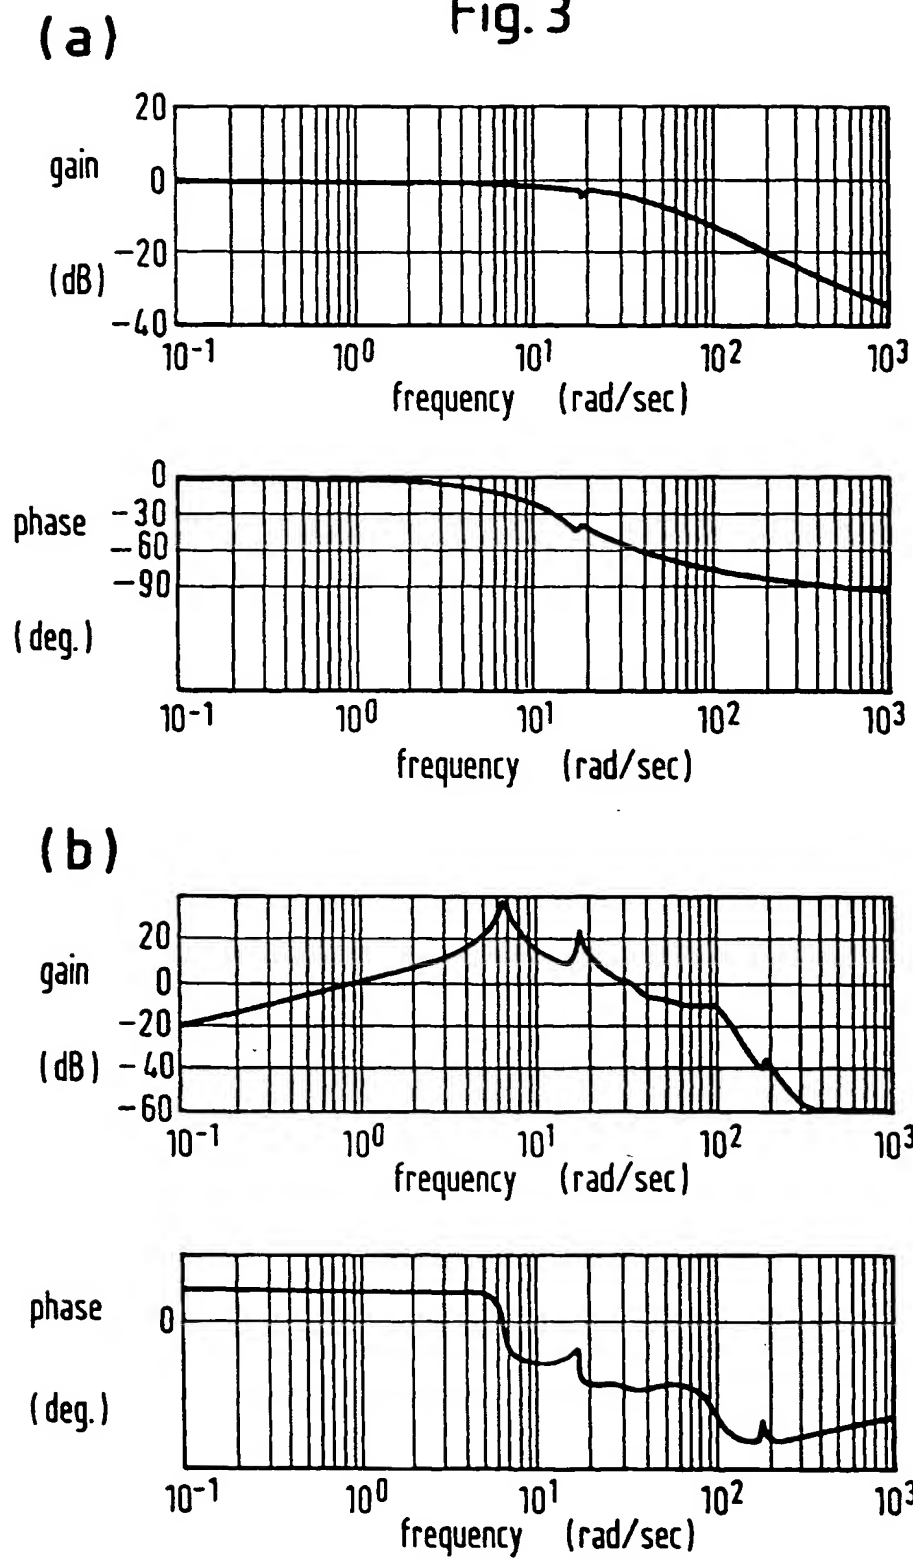 Fig. 3
(a)
20
gain
0
-20
(dB)
-40
10-1 100 101 102 103
frequency (rad/sec)
0
phase
-30
-60
-90
(deg.)
10-1 100 101 102 103
frequency (rad/sec)
(b)
20
gain
0
-20
(dB)
-40
-60
10-1 100 101 102 103
frequency (rad/sec)
phase
0
(deg.)
10-1 100 101 102 103
frequency (rad/sec)